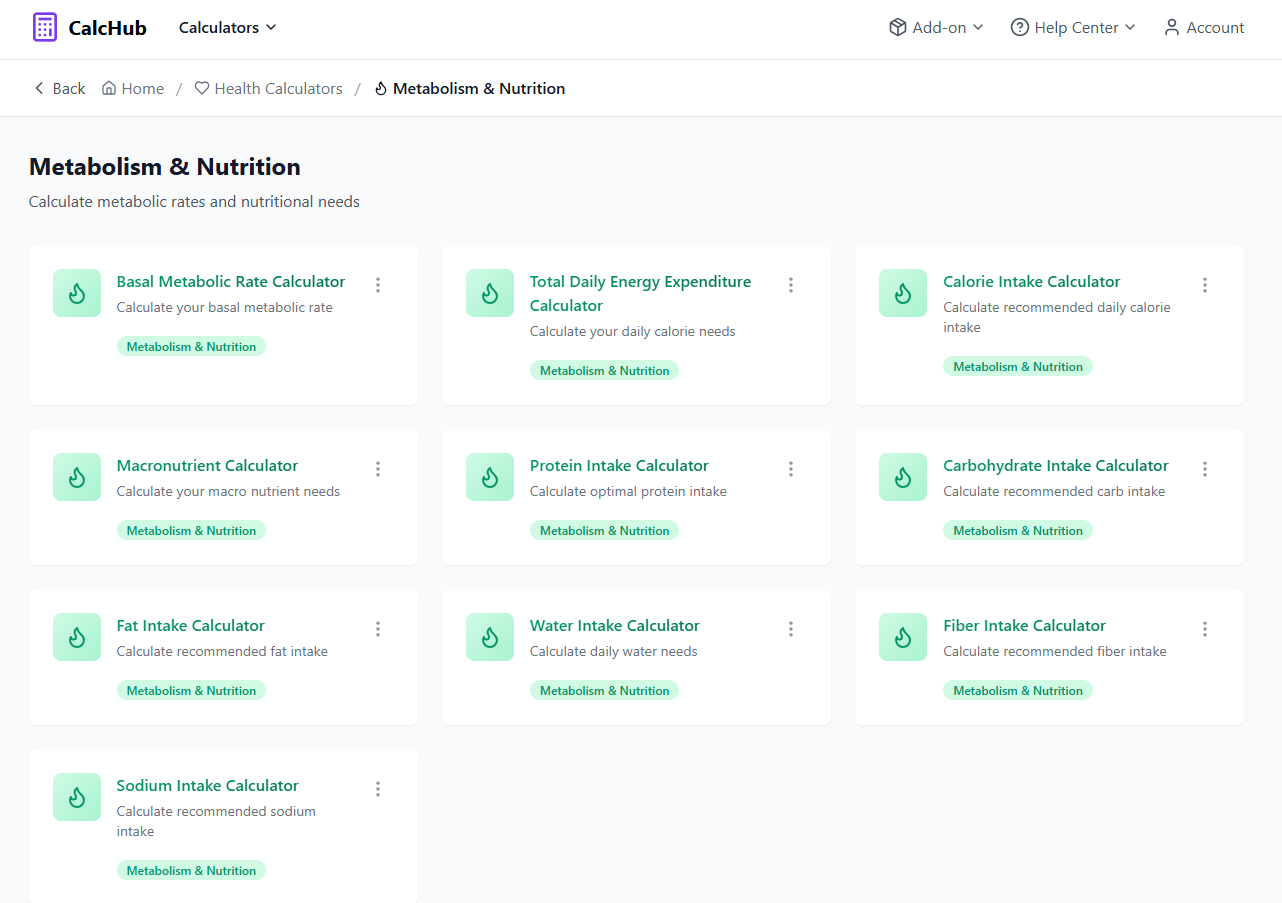 CalcHub
Calculators
Add-on
Help Center
Account
Back
Home
/
Health Calculators
/
Metabolism & Nutrition
Metabolism & Nutrition
Calculate metabolic rates and nutritional needs
Basal Metabolic Rate Calculator
Calculate your basal metabolic rate
Metabolism & Nutrition
Total Daily Energy Expenditure
Calculator
Calculate your daily calorie needs
Metabolism & Nutrition
Calorie Intake Calculator
Calculate recommended daily calorie
intake
Metabolism & Nutrition
Macronutrient Calculator
Calculate your macro nutrient needs
Metabolism & Nutrition
Protein Intake Calculator
Calculate optimal protein intake
Metabolism & Nutrition
Carbohydrate Intake Calculator
Calculate recommended carb intake
Metabolism & Nutrition
Fat Intake Calculator
Calculate recommended fat intake
Metabolism & Nutrition
Water Intake Calculator
Calculate daily water needs
Metabolism & Nutrition
Fiber Intake Calculator
Calculate recommended fiber intake
Metabolism & Nutrition
Sodium Intake Calculator
Calculate recommended sodium
intake
Metabolism & Nutrition